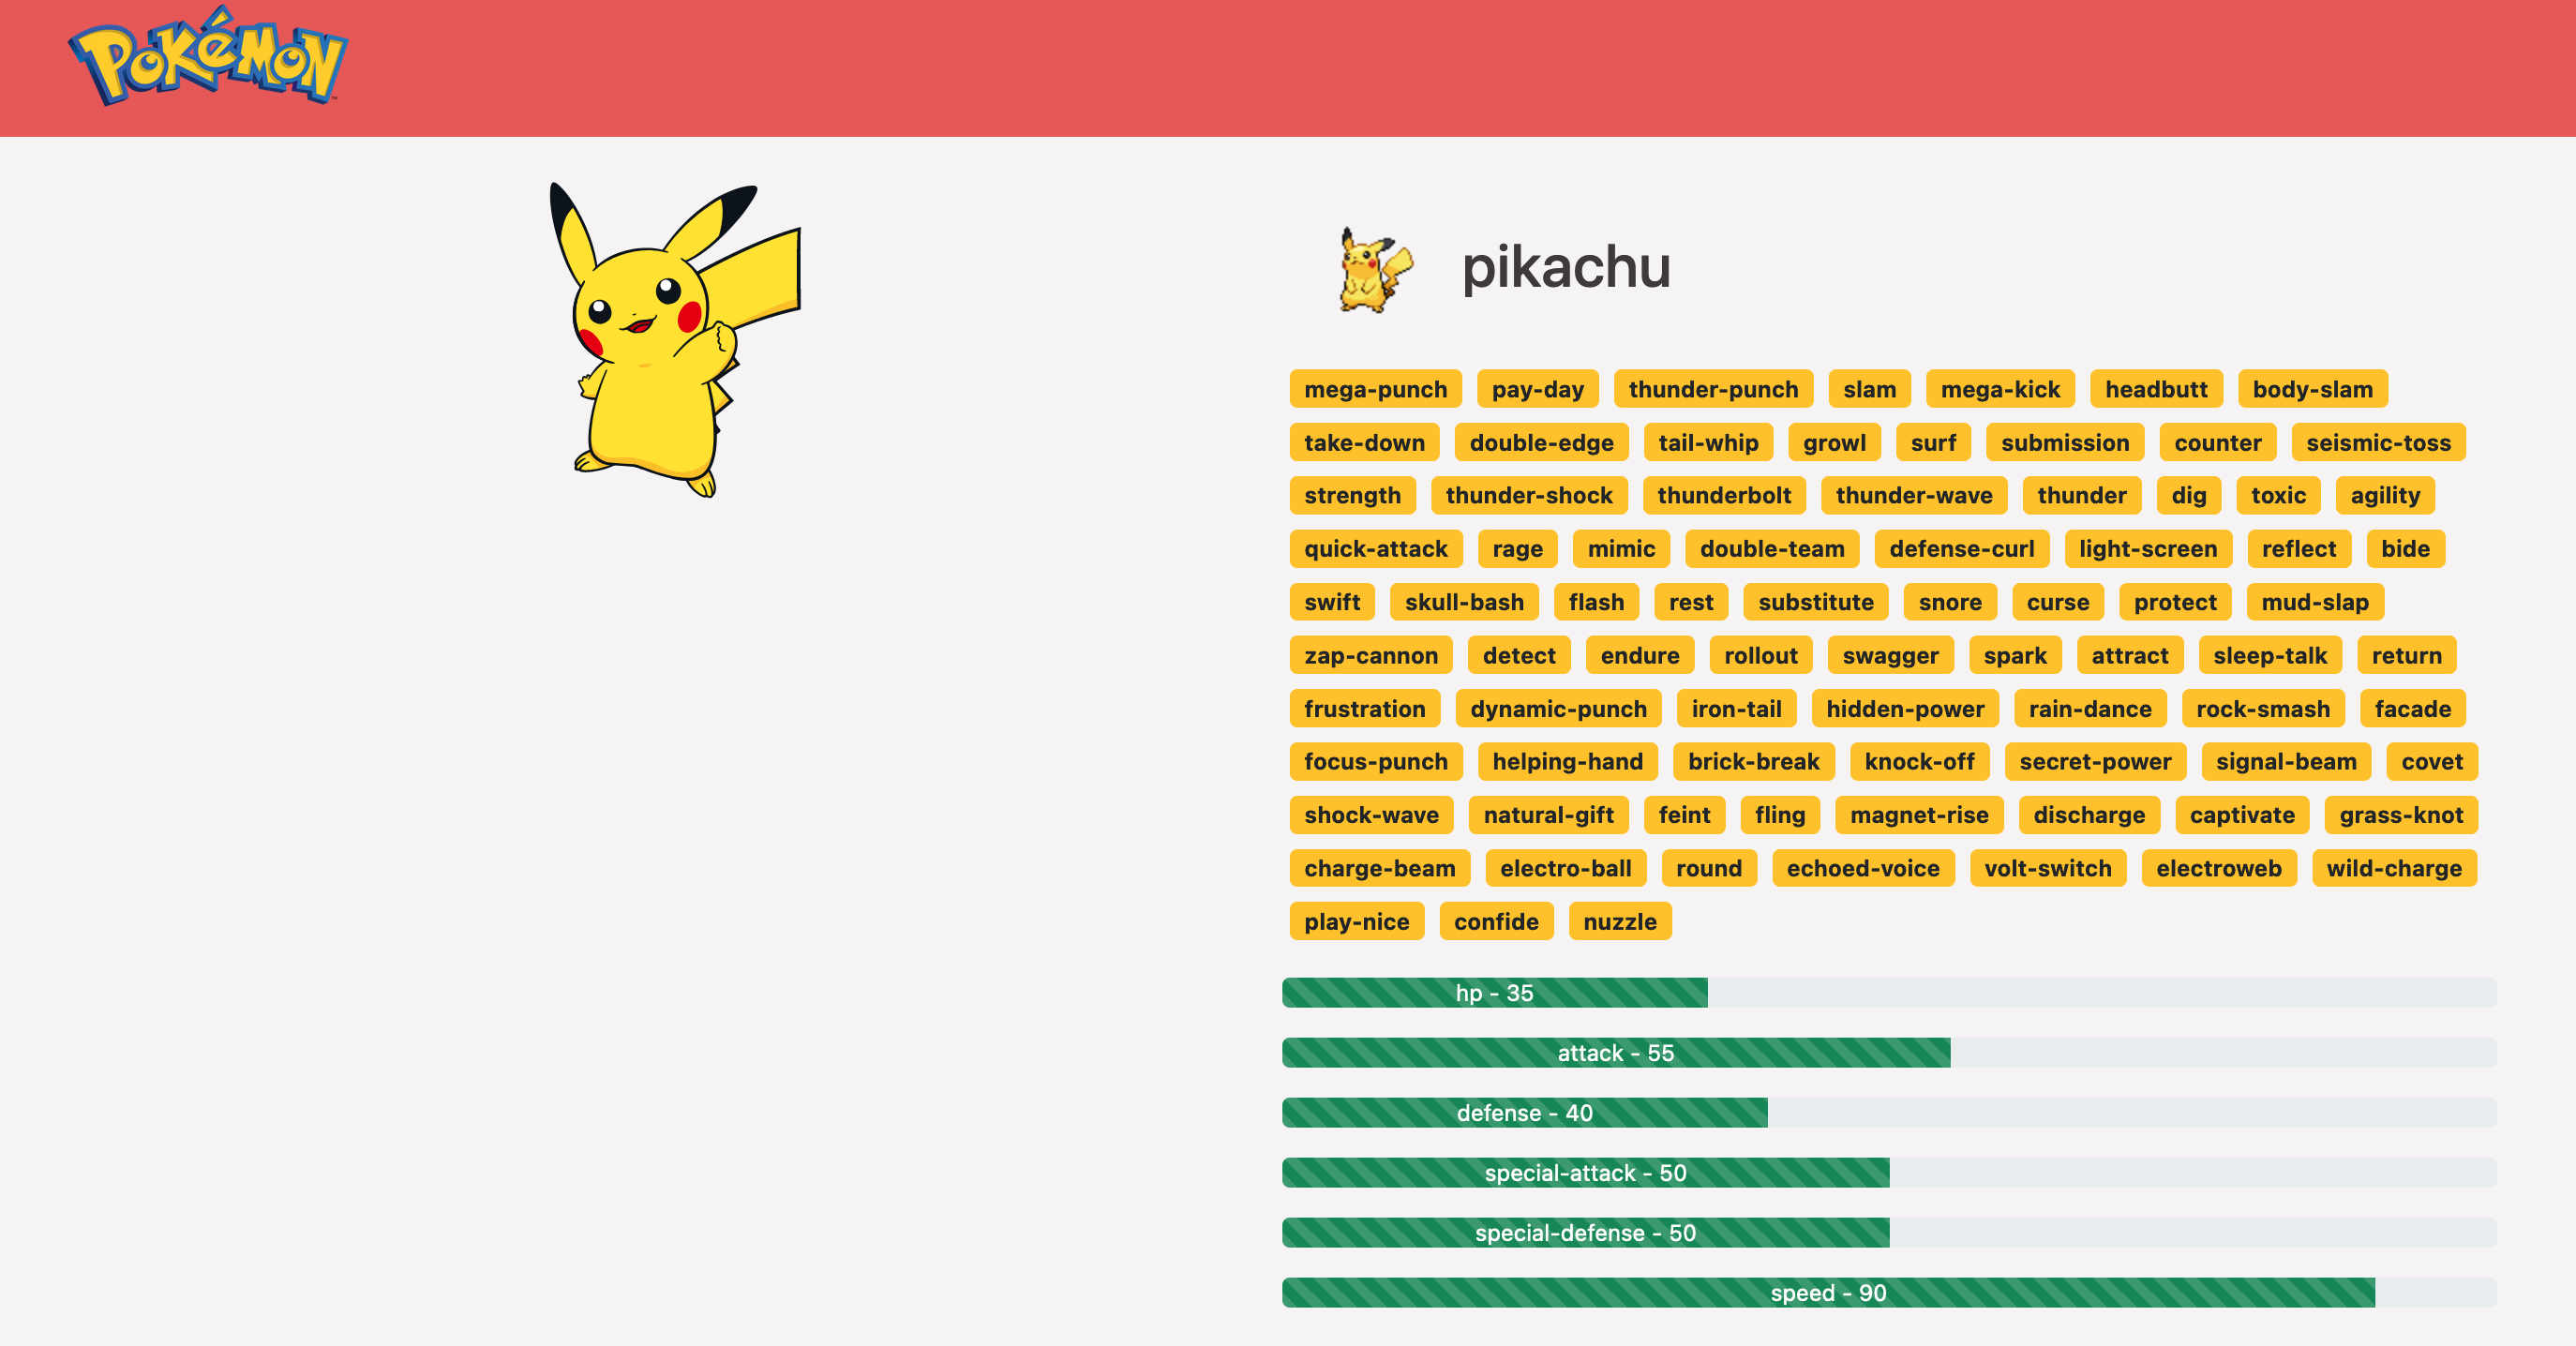 Pokémon
pikachu
mega-punch pay-day thunder-punch slam mega-kick headbutt body-slam
take-down double-edge tail-whip growl surf submission counter seismic-toss
strength thunder-shock thunderbolt thunder-wave thunder dig toxic agility
quick-attack rage mimic double-team defense-curl light-screen reflect bide
swift skull-bash flash rest substitute snore curse protect mud-slap
zap-cannon detect endure rollout swagger spark attract sleep-talk return
frustration dynamic-punch iron-tail hidden-power rain-dance rock-smash facade
focus-punch helping-hand brick-break knock-off secret-power signal-beam covet
shock-wave natural-gift feint fling magnet-rise discharge captivate grass-knot
charge-beam electro-ball round echoed-voice volt-switch electroweb wild-charge
play-nice confide nuzzle
hp - 35
attack - 55
defense - 40
special-attack - 50
special-defense - 50
speed - 90